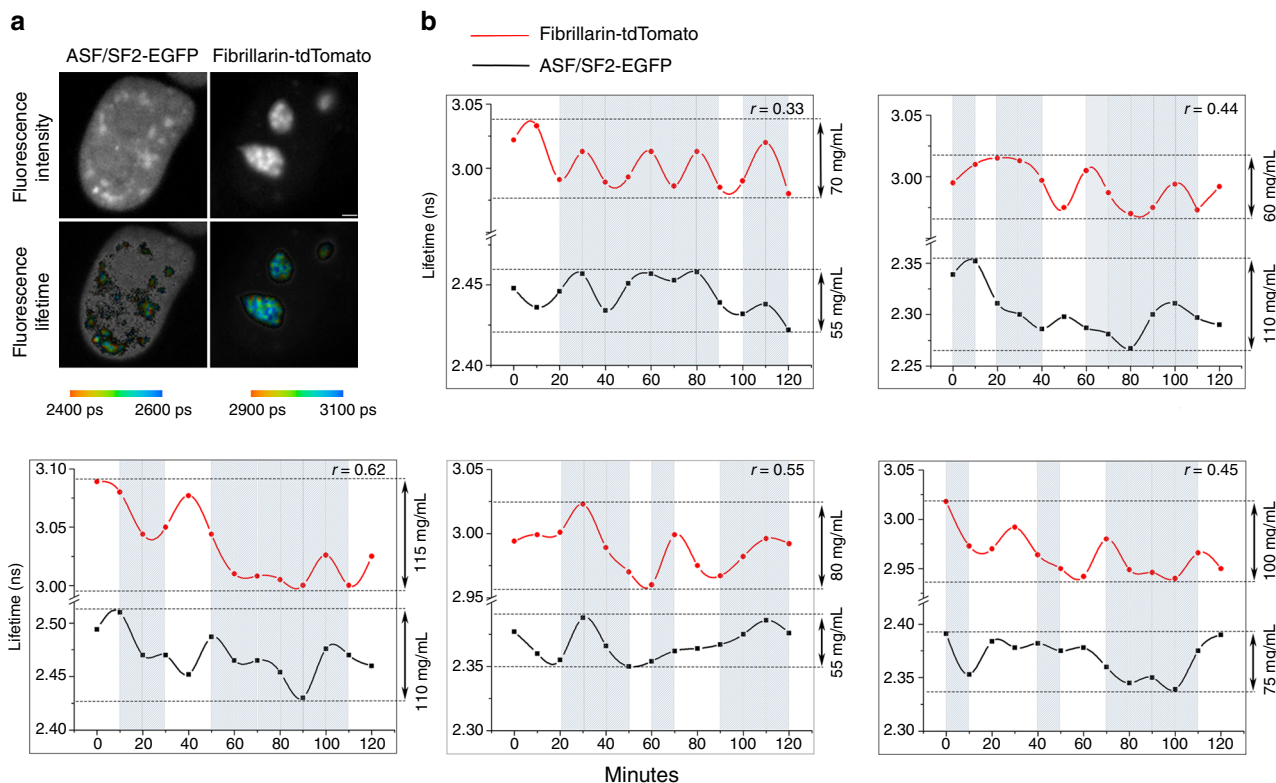 a
ASF/SF2-EGFP Fibrillarin-tdTomato
Fluorescence
intensity
Fluorescence
lifetime
2400 ps 2600 ps 2900 ps 3100 ps
b
Fibrillarin-tdTomato
ASF/SF2-EGFP
r = 0.33
3.05
3.00
2.45
2.40
Lifetime (ns)
70 mg/mL
55 mg/mL
0 20 40 60 80 100 120
r = 0.44
3.05
3.00
2.35
2.30
2.25
60 mg/mL
110 mg/mL
0 20 40 60 80 100 120
r = 0.62
3.10
3.05
3.00
2.50
2.45
2.40
Lifetime (ns)
115 mg/mL
110 mg/mL
0 20 40 60 80 100 120
r = 0.55
3.05
3.00
2.95
2.35
2.30
80 mg/mL
55 mg/mL
0 20 40 60 80 100 120
r = 0.45
3.05
3.00
2.95
2.40
2.35
2.30
100 mg/mL
75 mg/mL
0 20 40 60 80 100 120
Minutes